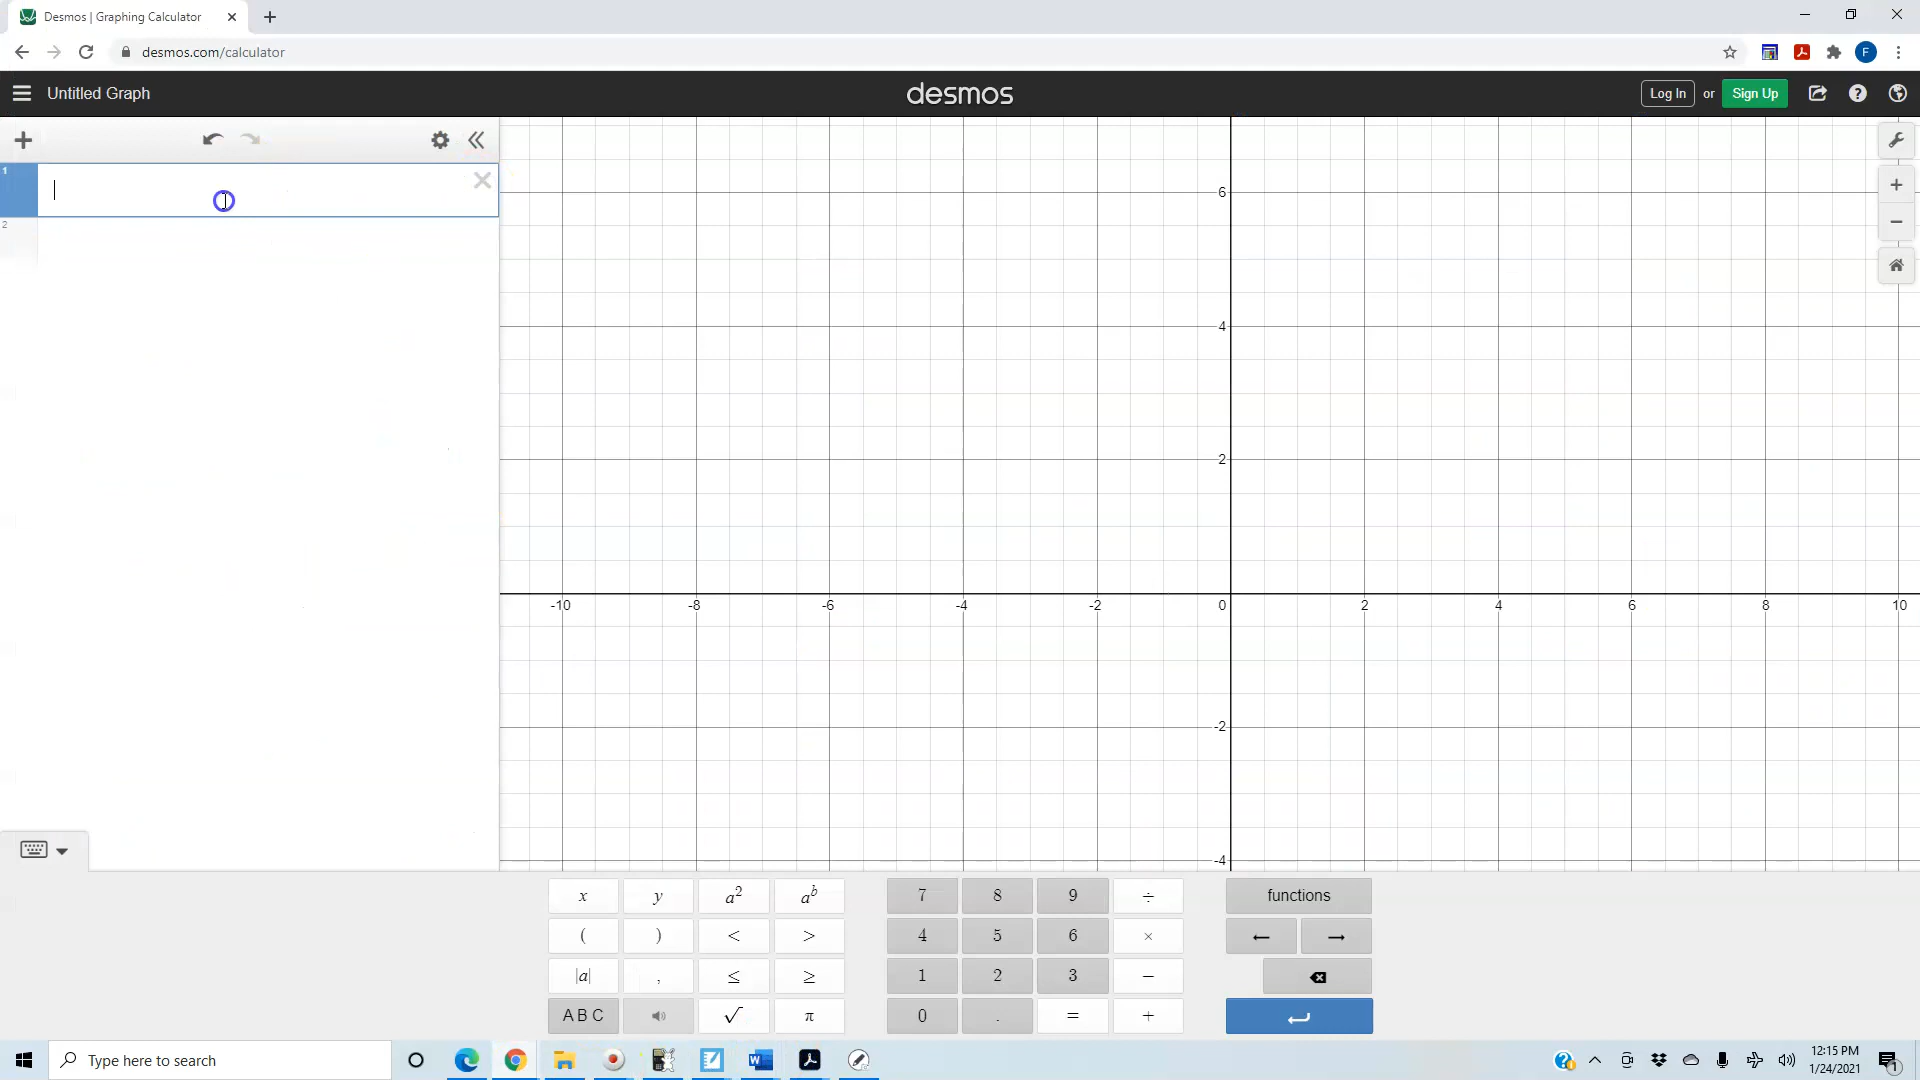 Desmos | Graphing Calculator
desmos.com/calculator
F
Untitled Graph
desmos
Log In or Sign Up
1
2
6
4
2
-10 -8 -6 -4 -2 0 2 4 6 8 10
-2
-4
x y a² aᵇ 7 8 9 ÷ functions
( ) < > 4 5 6 × ← →
|a| , ≤ ≥ 1 2 3 −
A B C √ π 0 . = +
Type here to search
12:15 PM
1/24/2021
1